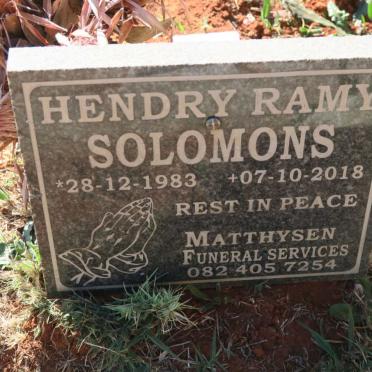 HENDRY RAMY
SOLOMONS
*28-12-1983 +07-10-2018
REST IN PEACE
MATTHYSEN
FUNERAL SERVICES
082 405 7254